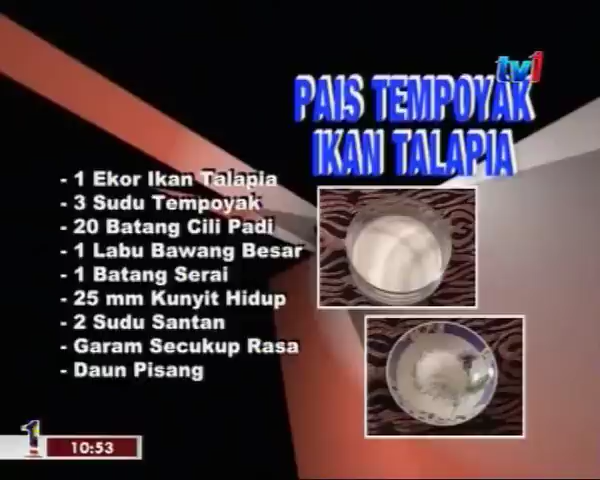 tv1
PAIS TEMPOYAK
IKAN TALAPIA
- 1 Ekor Ikan Talapia
- 3 Sudu Tempoyak
- 20 Batang Cili Padi
- 1 Labu Bawang Besar
- 1 Batang Serai
- 25 mm Kunyit Hidup
- 2 Sudu Santan
- Garam Secukup Rasa
- Daun Pisang
1
10:53